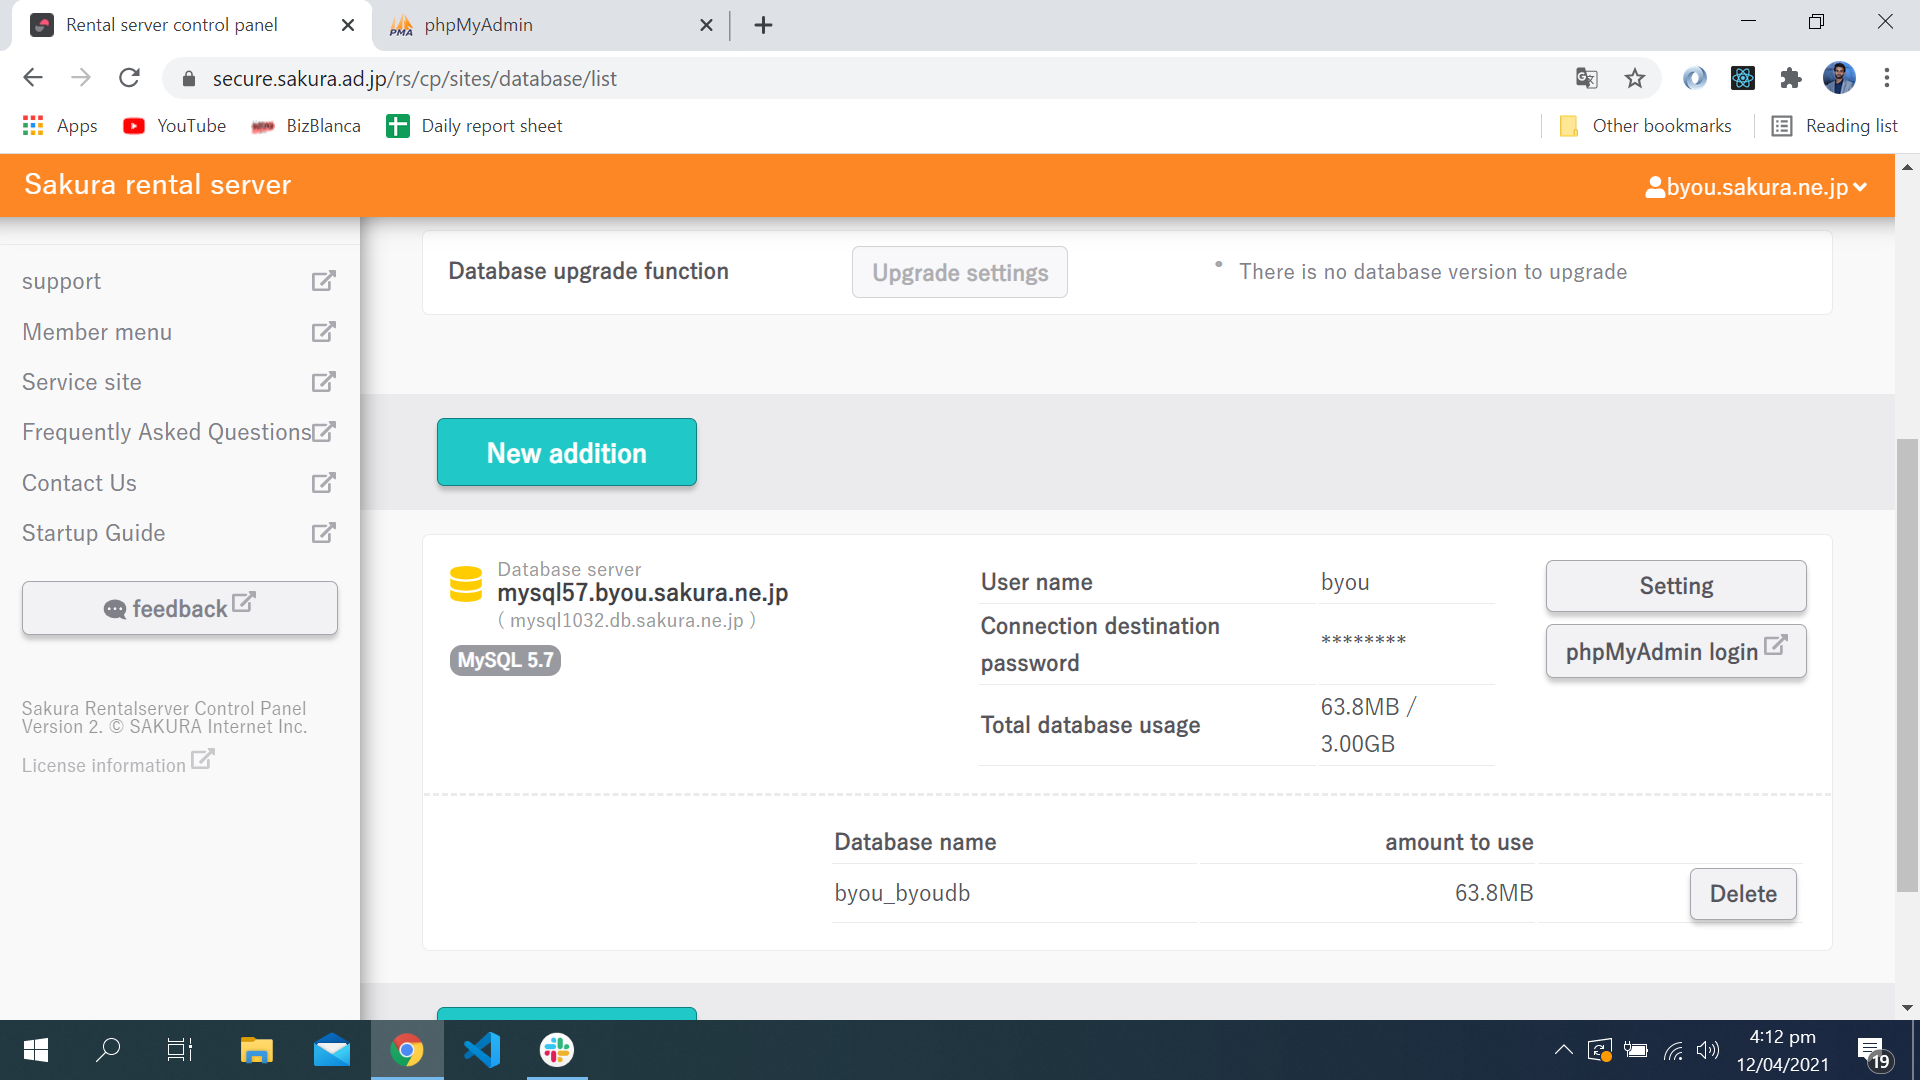 Rental server control panel
phpMyAdmin
secure.sakura.ad.jp/rs/cp/sites/database/list
Apps
YouTube
BizBlanca
Daily report sheet
Other bookmarks
Reading list
Sakura rental server
byou.sakura.ne.jp
support
Member menu
Service site
Frequently Asked Questions
Contact Us
Startup Guide
feedback
Sakura Rentalserver Control Panel
Version 2. © SAKURA Internet Inc.
License information
Database upgrade function
Upgrade settings
There is no database version to upgrade
New addition
Database server
mysql57.byou.sakura.ne.jp
( mysql1032.db.sakura.ne.jp )
MySQL 5.7
User name
byou
Connection destination
password
********
Total database usage
63.8MB /
3.00GB
Setting
phpMyAdmin login
Database name
amount to use
byou_byoudb
63.8MB
Delete
4:12 pm
12/04/2021
19